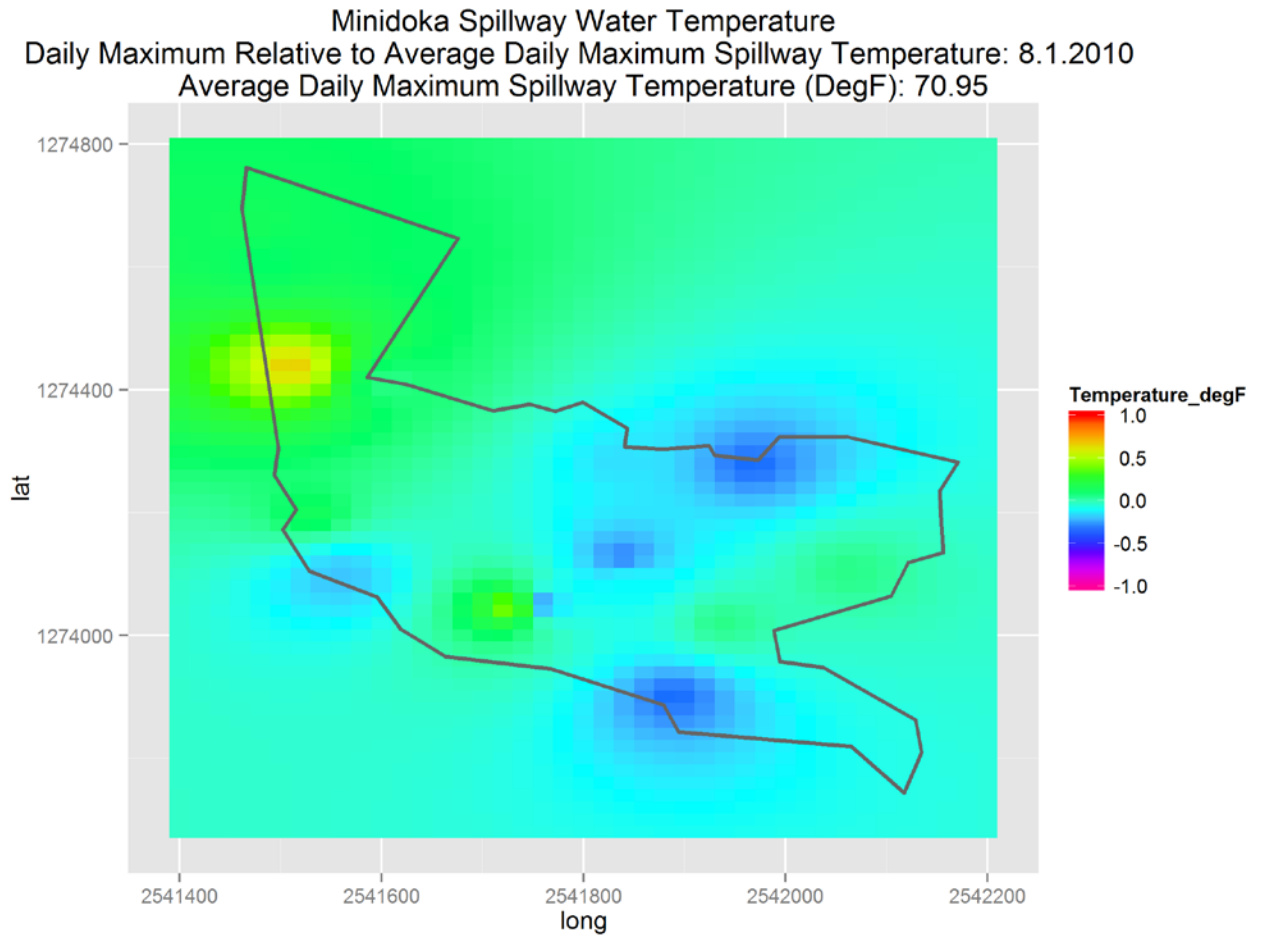 Minidoka Spillway Water Temperature
Daily Maximum Relative to Average Daily Maximum Spillway Temperature: 8.1.2010
Average Daily Maximum Spillway Temperature (DegF): 70.95
1274800
1274400
1274000
lat
2541400 2541600 2541800 2542000 2542200
long
Temperature_degF
1.0
0.5
0.0
-0.5
-1.0